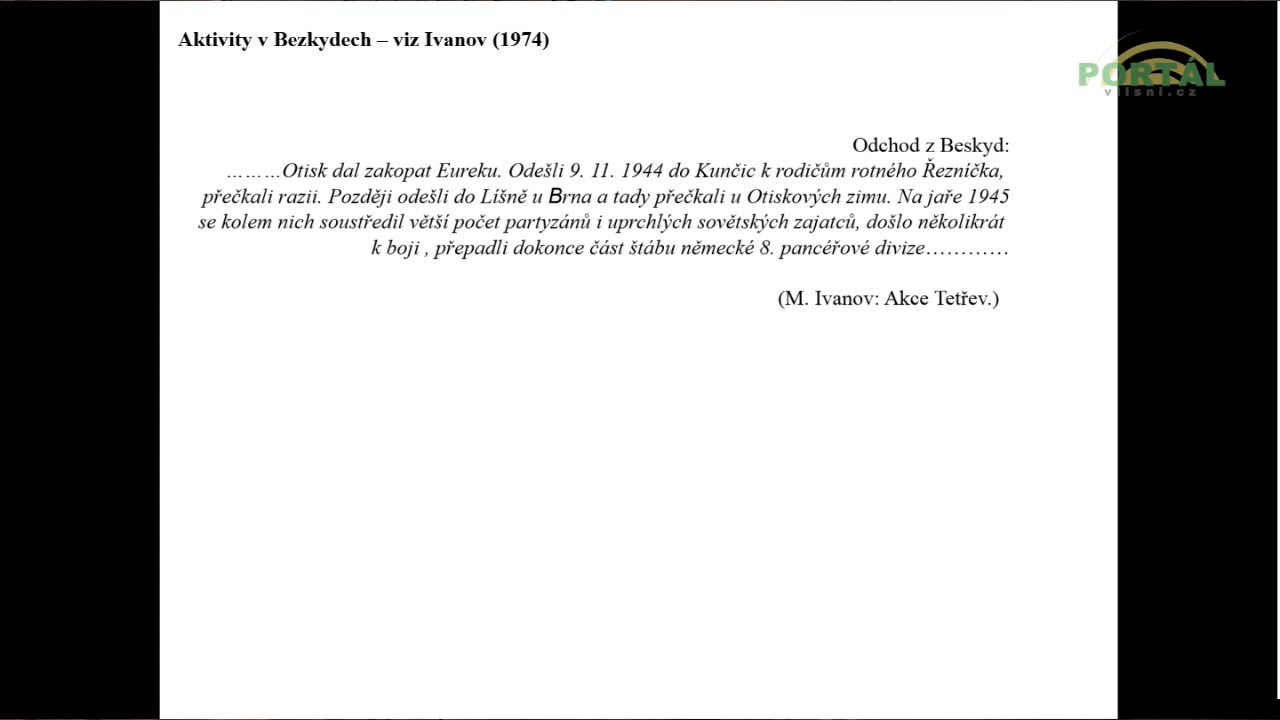 Aktivity v Bezkydech – viz Ivanov (1974)
PORTÁL
vlisni.cz
Odchod z Beskyd:
………Otisk dal zakopat Eureku. Odešli 9. 11. 1944 do Kunčic k rodičům rotného Řezníčka,
přečkali razii. Později odešli do Líšně u Brna a tady přečkali u Otiskových zimu. Na jaře 1945
se kolem nich soustředil větší počet partyzánů i uprchlých sovětských zajatců, došlo několikrát
k boji , přepadli dokonce část štábu německé 8. pancéřové divize…………
(M. Ivanov: Akce Tetřev.)